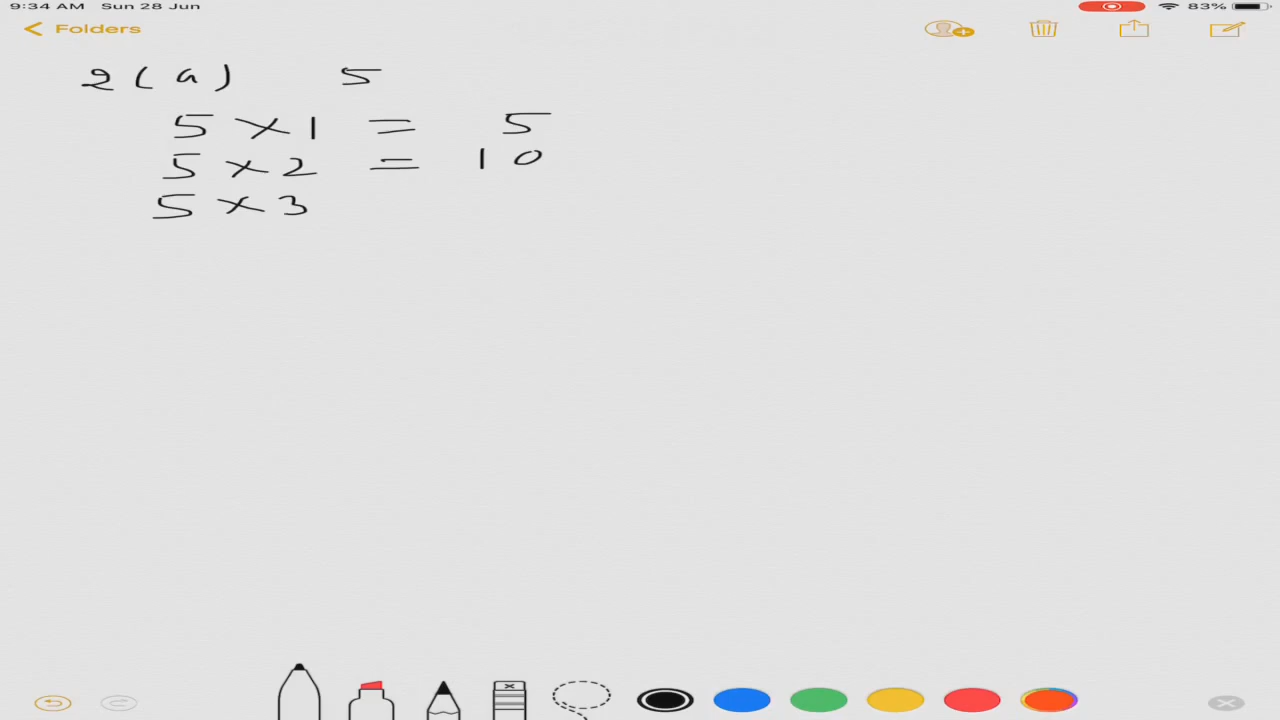 9:34 AM Sun 28 Jun 83%
Folders
2(a) 5
5 × 1 = 5
5 × 2 = 10
5 × 3